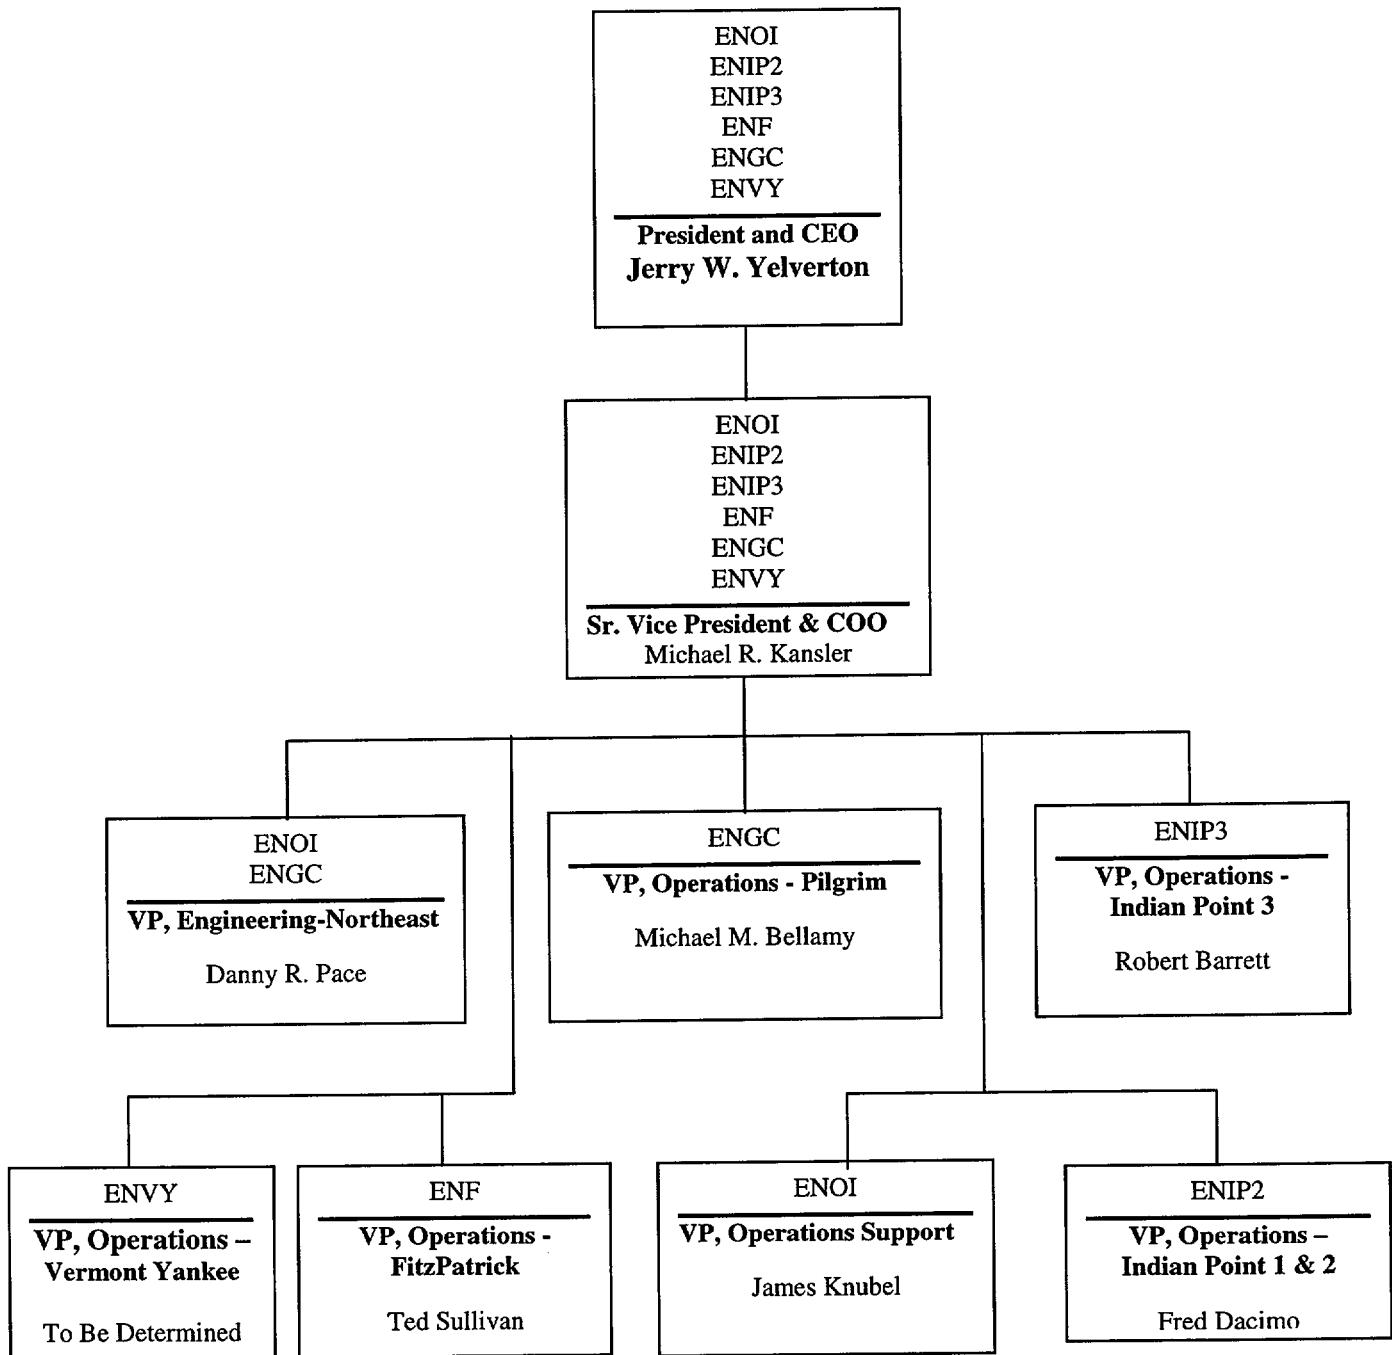 ENOI
ENIP2
ENIP3
ENF
ENGC
ENVY
President and CEO
Jerry W. Yelverton
ENOI
ENIP2
ENIP3
ENF
ENGC
ENVY
Sr. Vice President & COO
Michael R. Kansler
ENOI
ENGC
VP, Engineering-Northeast
Danny R. Pace
ENGC
VP, Operations - Pilgrim
Michael M. Bellamy
ENIP3
VP, Operations -
Indian Point 3
Robert Barrett
ENVY
VP, Operations –
Vermont Yankee
To Be Determined
ENF
VP, Operations -
FitzPatrick
Ted Sullivan
ENOI
VP, Operations Support
James Knubel
ENIP2
VP, Operations –
Indian Point 1 & 2
Fred Dacimo